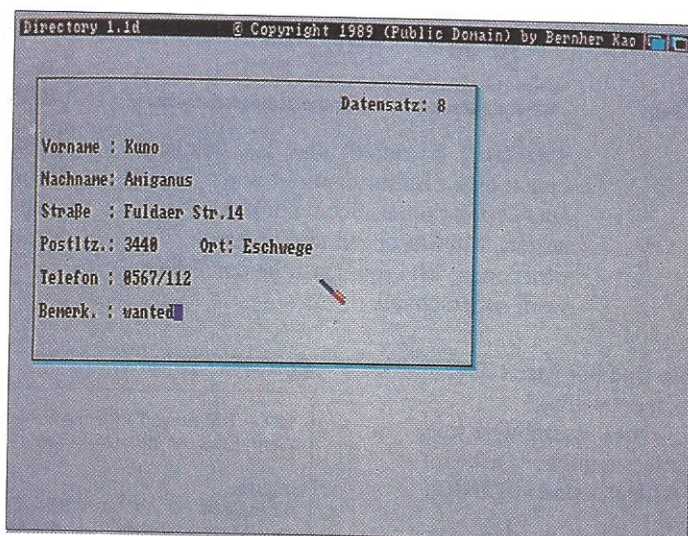 Directory 1.1d © Copyright 1989 (Public Domain) by Bernher Kao
Datensatz: 8
Vorname : Kuno
Nachname: Amiganus
Straße : Fuldaer Str.14
Postltz.: 3440 Ort: Eschwege
Telefon : 0567/112
Bemerk. : wanted